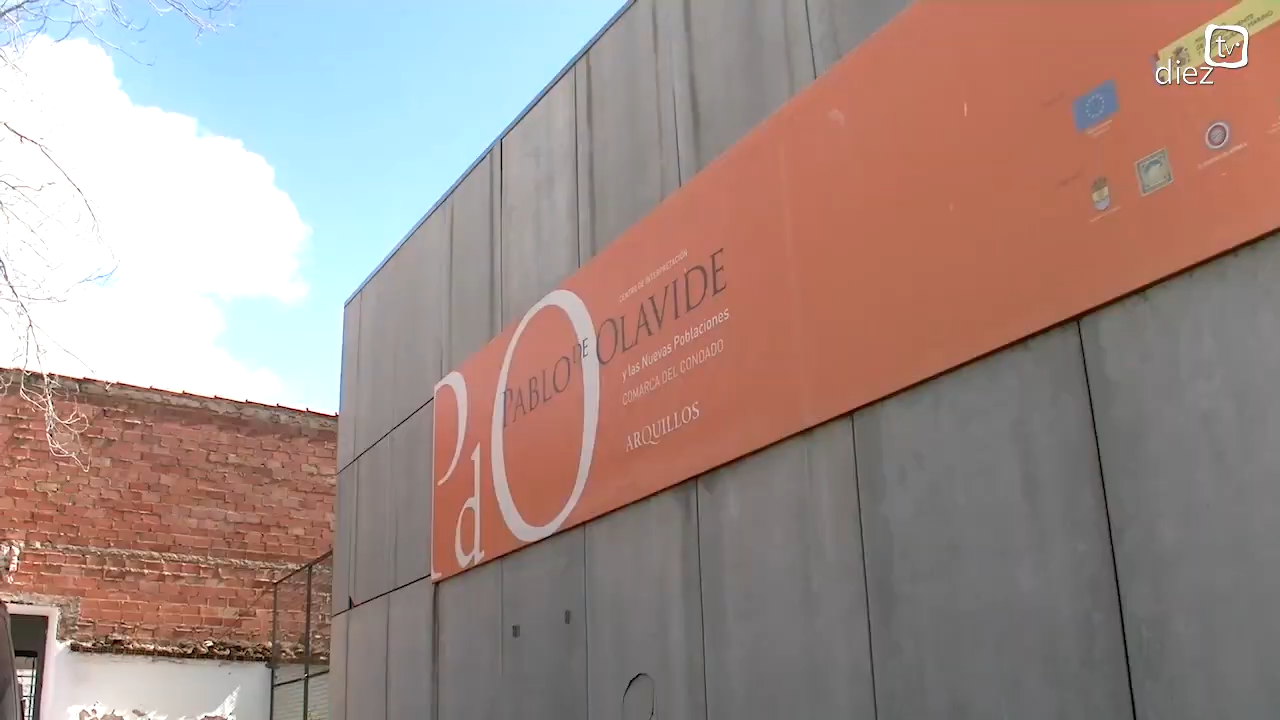 tv
diez
CENTRO DE INTERPRETACIÓN
PABLO DE OLAVIDE
y las Nuevas Poblaciones
COMARCA DEL CONDADO
ARQUILLOS
PdO